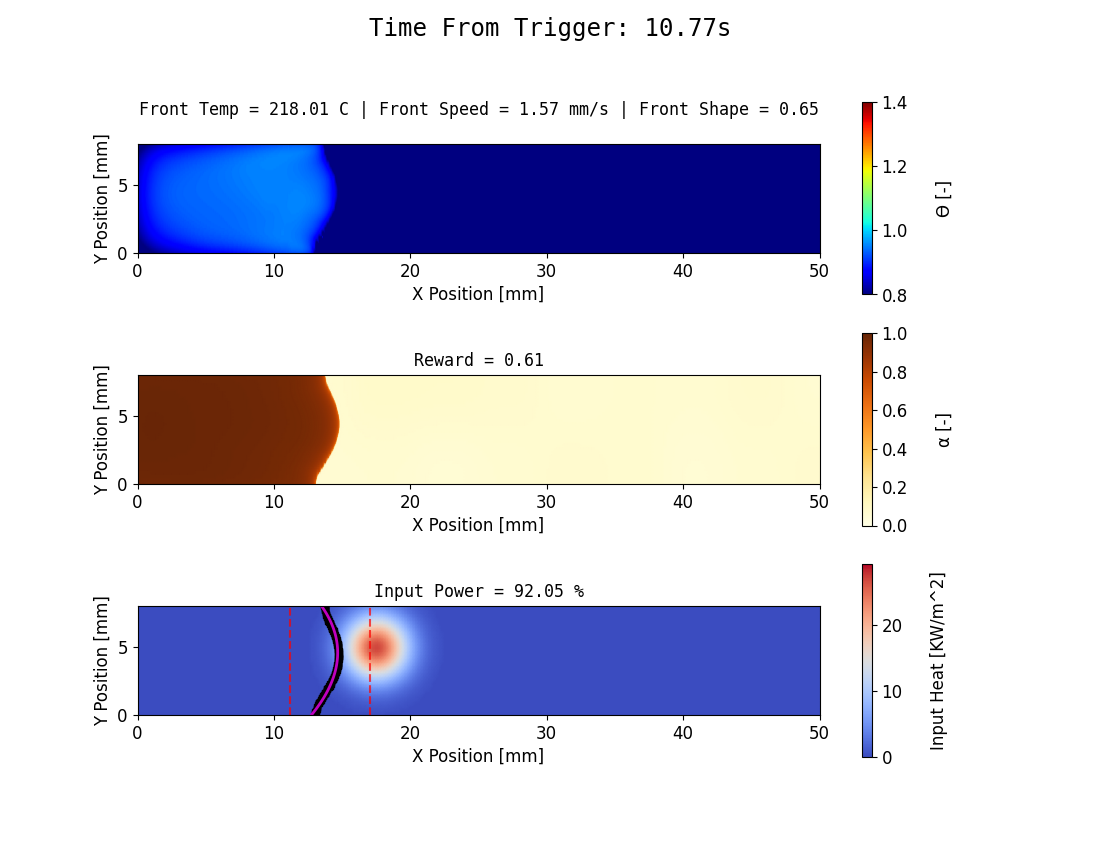 Time From Trigger: 10.77s
Front Temp = 218.01 C | Front Speed = 1.57 mm/s | Front Shape = 0.65
Y Position [mm]
5
0
0 10 20 30 40 50
X Position [mm]
1.4
1.2
1.0
0.8
Θ [-]
Reward = 0.61
Y Position [mm]
5
0
0 10 20 30 40 50
X Position [mm]
1.0
0.8
0.6
0.4
0.2
0.0
α [-]
Input Power = 92.05 %
Y Position [mm]
5
0
0 10 20 30 40 50
X Position [mm]
20
10
0
Input Heat [KW/m^2]